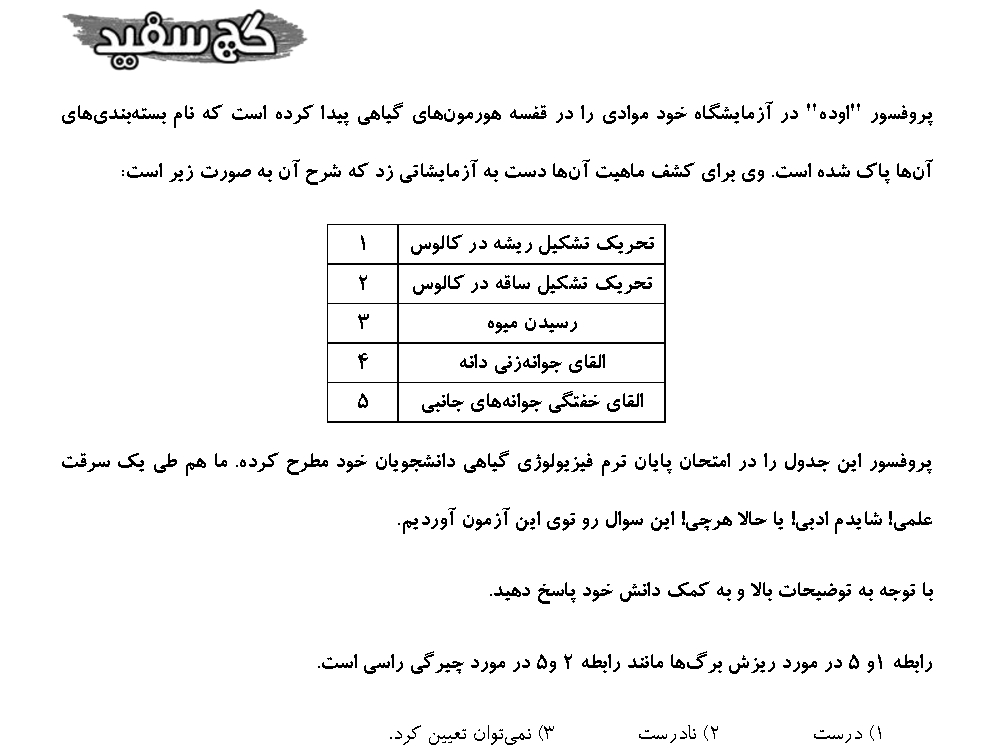 گچ سفید
پروفسور "اوده" در آزمایشگاه خود موادی را در قفسه هورمون‌های گیاهی پیدا کرده است که نام بسته‌بندی‌های
آن‌ها پاک شده است. وی برای کشف ماهیت آن‌ها دست به آزمایشاتی زد که شرح آن به صورت زیر است:
تحریک تشکیل ریشه در کالوس ۱
تحریک تشکیل ساقه در کالوس ۲
رسیدن میوه ۳
القای جوانه‌زنی دانه ۴
القای خفتگی جوانه‌های جانبی ۵
پروفسور این جدول را در امتحان پایان ترم فیزیولوژی گیاهی دانشجویان خود مطرح کرده. ما هم طی یک سرقت
علمی! شایدم ادبی! یا حالا هرچی! این سوال رو توی این آزمون آوردیم.
با توجه به توضیحات بالا و به کمک دانش خود پاسخ دهید.
رابطه ۱و ۵ در مورد ریزش برگ‌ها مانند رابطه ۲ و۵ در مورد چیرگی راسی است.
۱) درست ۲) نادرست ۳) نمی‌توان تعیین کرد.